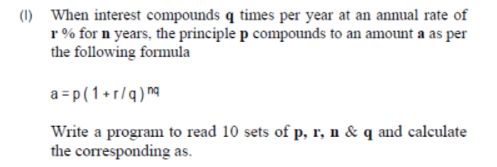 (l) When interest compounds q times per year at an annual rate of
r % for n years, the principle p compounds to an amount a as per
the following formula
a = p ( 1 + r / q ) nq
Write a program to read 10 sets of p, r, n & q and calculate
the corresponding as.